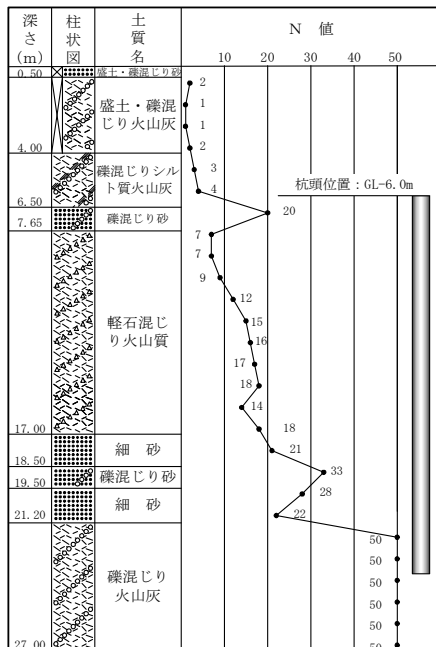 深さ(m)
柱状図
土質名
N 値
10 20 30 40 50
0.50
盛土・礫混じり砂
2
盛土・礫混
じり火山灰
1
1
2
4.00
礫混じりシル
ト質火山灰
3
4
杭頭位置:GL-6.0m
6.50
礫混じり砂
20
7.65
7
7
9
12
軽石混じ
り火山質
15
16
17
18
14
18
17.00
細 砂
21
18.50
礫混じり砂
33
19.50
細 砂
28
22
21.20
50
礫混じり
火山灰
50
50
50
50
27.00
50